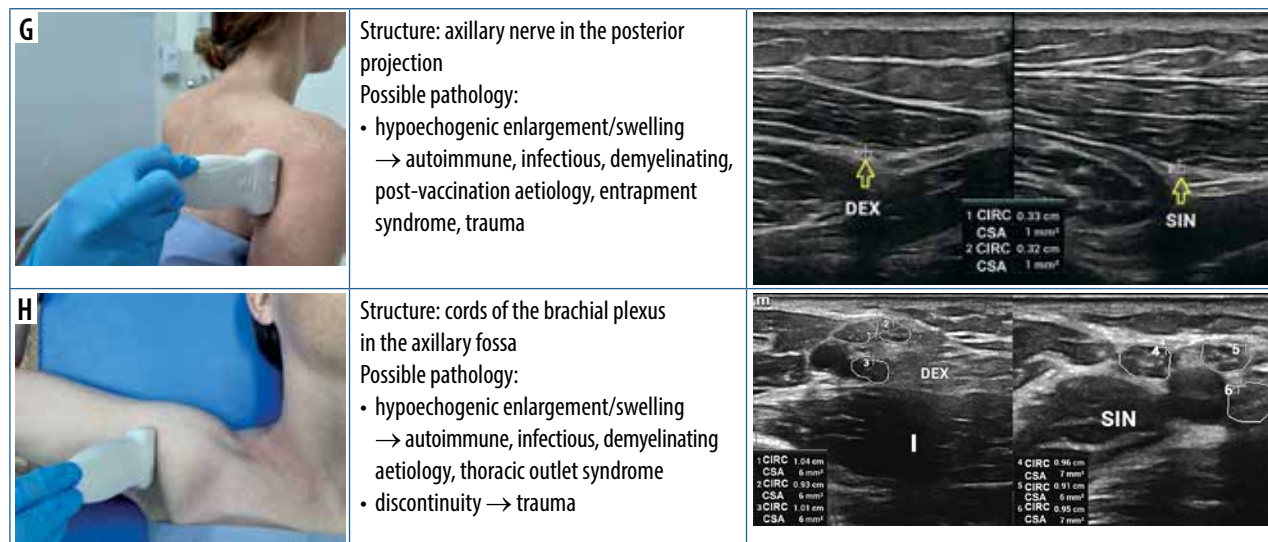 G
Structure: axillary nerve in the posterior
projection
Possible pathology:
• hypoechogenic enlargement/swelling
→ autoimmune, infectious, demyelinating,
post-vaccination aetiology, entrapment
syndrome, trauma
DEX
SIN
1 CIRC 0.33 cm
CSA 1 mm²
2 CIRC 0.32 cm
CSA 1 mm²
H
Structure: cords of the brachial plexus
in the axillary fossa
Possible pathology:
• hypoechogenic enlargement/swelling
→ autoimmune, infectious, demyelinating
aetiology, thoracic outlet syndrome
• discontinuity → trauma
m
2
3
DEX
I
1 CIRC 1.04 cm
CSA 6 mm²
2 CIRC 0.93 cm
CSA 6 mm²
3 CIRC 1.01 cm
CSA 6 mm²
4
5
6
SIN
4 CIRC 0.96 cm
CSA 7 mm²
5 CIRC 0.91 cm
CSA 6 mm²
6 CIRC 0.95 cm
CSA 7 mm²